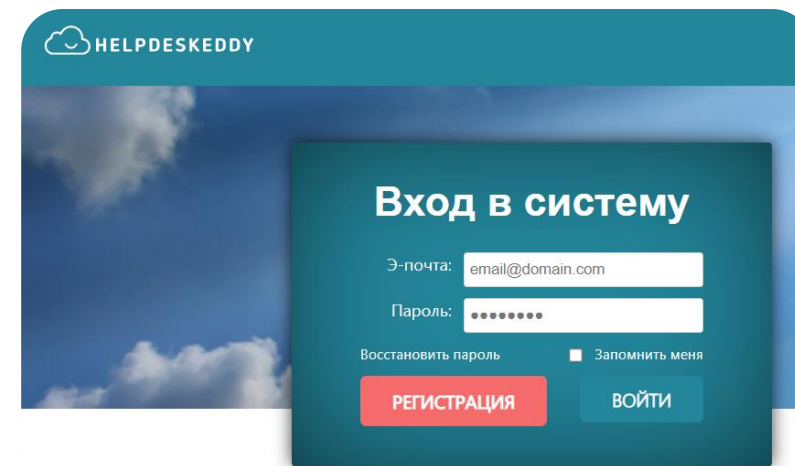 HELPDESKEDDY
Вход в систему
Э-почта: email@domain.com
Пароль: ••••••••
Восстановить пароль Запомнить меня
РЕГИСТРАЦИЯ ВОЙТИ